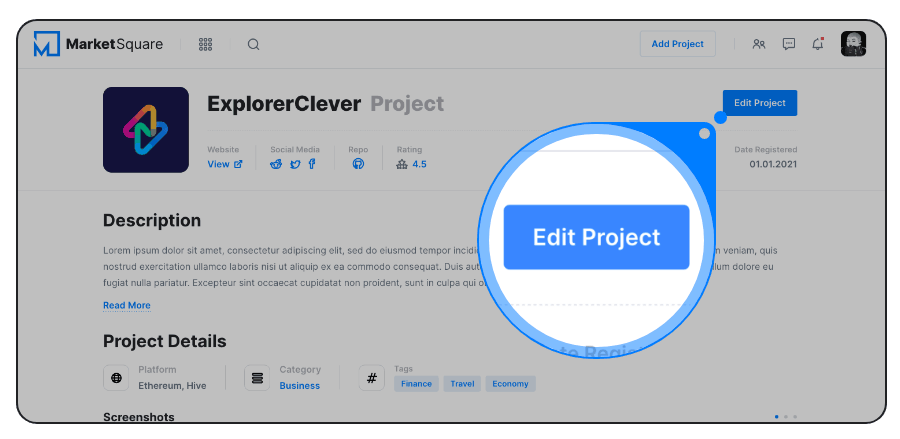 MarketSquare
Add Project
ExplorerClever Project
Edit Project
Website
Social Media
Repo
Rating
Date Registered
View
4.5
01.01.2021
Edit Project
Description
Lorem ipsum dolor sit amet, consectetur adipiscing elit, sed do eiusmod tempor incidi m veniam, quis
nostrud exercitation ullamco laboris nisi ut aliquip ex ea commodo consequat. Duis aut lum dolore eu
fugiat nulla pariatur. Excepteur sint occaecat cupidatat non proident, sunt in culpa qui o
Read More
te Regist
Project Details
Platform
Category
Tags
Ethereum, Hive
Business
#
Finance
Travel
Economy
Screenshots